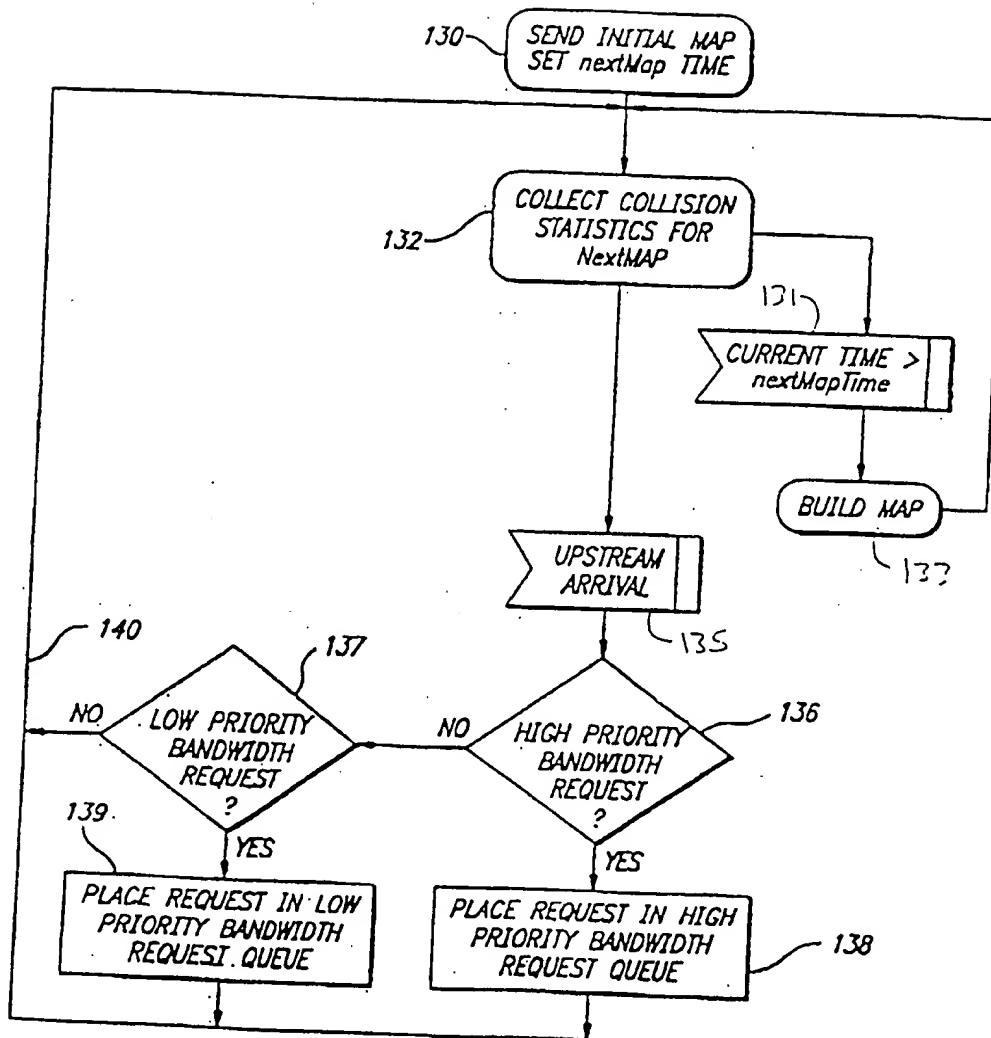 130
SEND INITIAL MAP
SET nextMap TIME
132
COLLECT COLLISION
STATISTICS FOR
NextMAP
131
CURRENT TIME >
nextMapTime
BUILD MAP
133
UPSTREAM
ARRIVAL
135
140
137
136
NO
LOW PRIORITY
BANDWIDTH
REQUEST
?
NO
HIGH PRIORITY
BANDWIDTH
REQUEST
?
139
YES
YES
PLACE REQUEST IN LOW
PRIORITY BANDWIDTH
REQUEST QUEUE
PLACE REQUEST IN HIGH
PRIORITY BANDWIDTH
REQUEST QUEUE
138